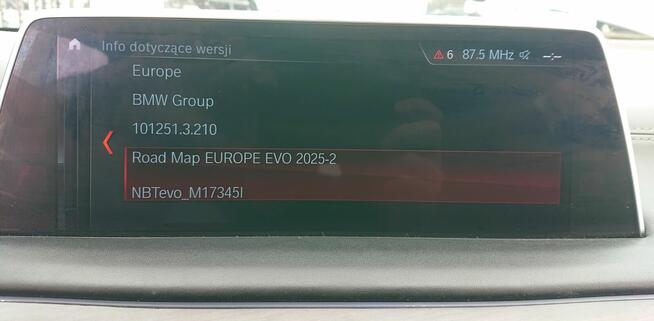 Info dotyczące wersji
6 87.5 MHz --:--
Europe
BMW Group
101251.3.210
Road Map EUROPE EVO 2025-2
NBTevo_M17345I